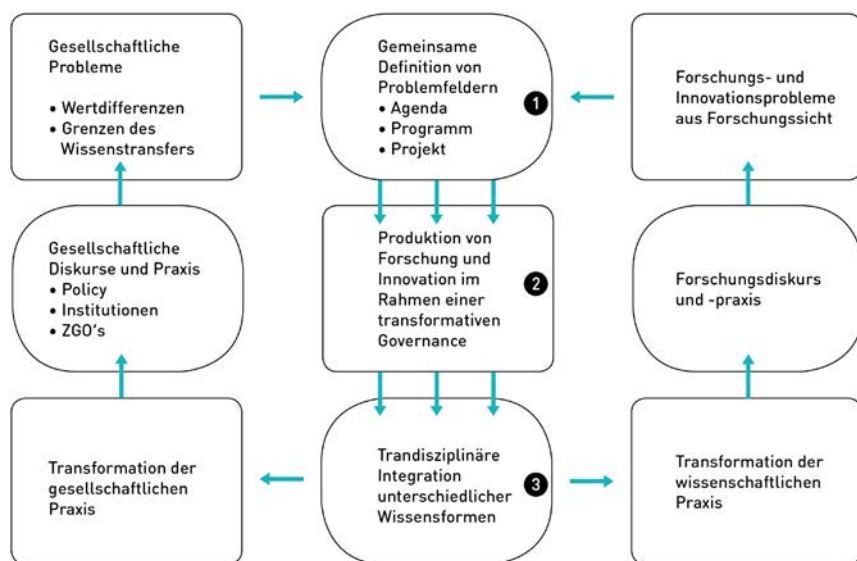 Gesellschaftliche
Probleme
• Wertdifferenzen
• Grenzen des
Wissenstransfers
Gemeinsame
Definition von
Problemfeldern
• Agenda
• Programm
• Projekt
1
Forschungs- und
Innovationsprobleme
aus Forschungssicht
Gesellschaftliche
Diskurse und Praxis
• Policy
• Institutionen
• ZGO's
Produktion von
Forschung und
Innovation im
Rahmen einer
transformativen
Governance
2
Forschungsdiskurs
und -praxis
Transformation der
gesellschaftlichen
Praxis
Trandisziplinäre
Integration
unterschiedlicher
Wissensformen
3
Transformation der
wissenschaftlichen
Praxis